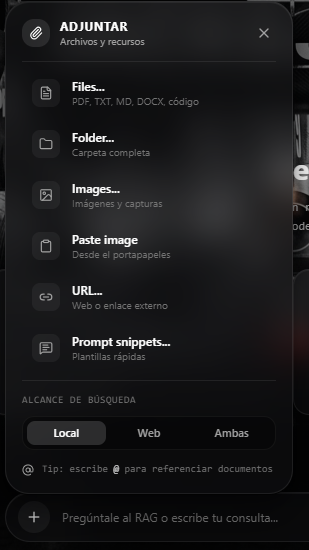 ADJUNTAR
Archivos y recursos
Files...
PDF, TXT, MD, DOCX, código
Folder...
Carpeta completa
Images...
Imágenes y capturas
Paste image
Desde el portapapeles
URL...
Web o enlace externo
Prompt snippets...
Plantillas rápidas
ALCANCE DE BÚSQUEDA
Local Web Ambas
@ Tip: escribe @ para referenciar documentos
+ Pregúntale al RAG o escribe tu consulta...